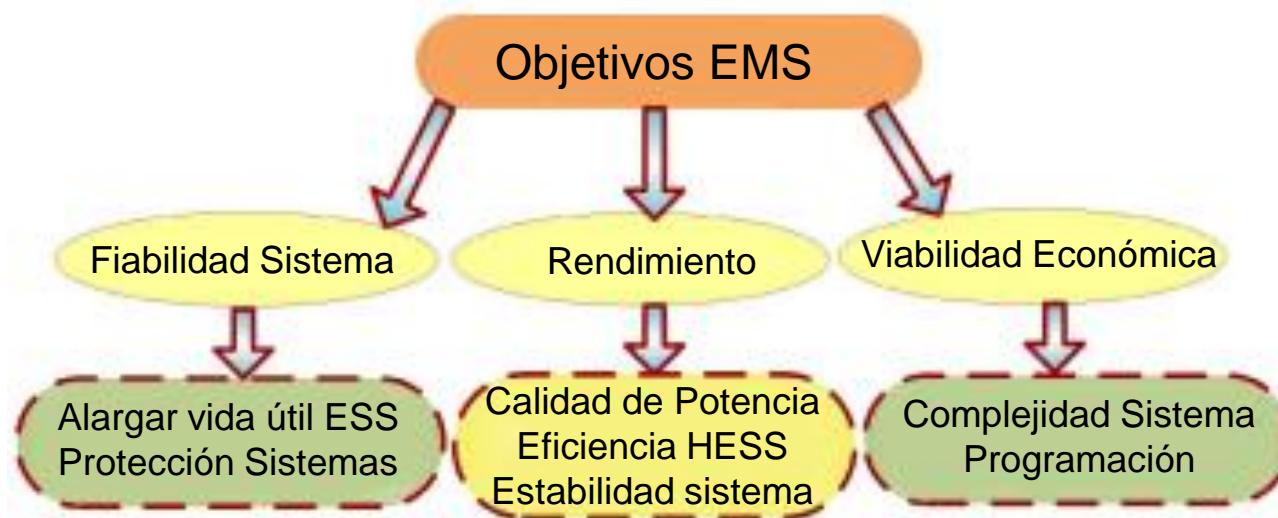 Objetivos EMS
Fiabilidad Sistema
Rendimiento
Viabilidad Económica
Alargar vida útil ESS
Protección Sistemas
Calidad de Potencia
Eficiencia HESS
Estabilidad sistema
Complejidad Sistema
Programación